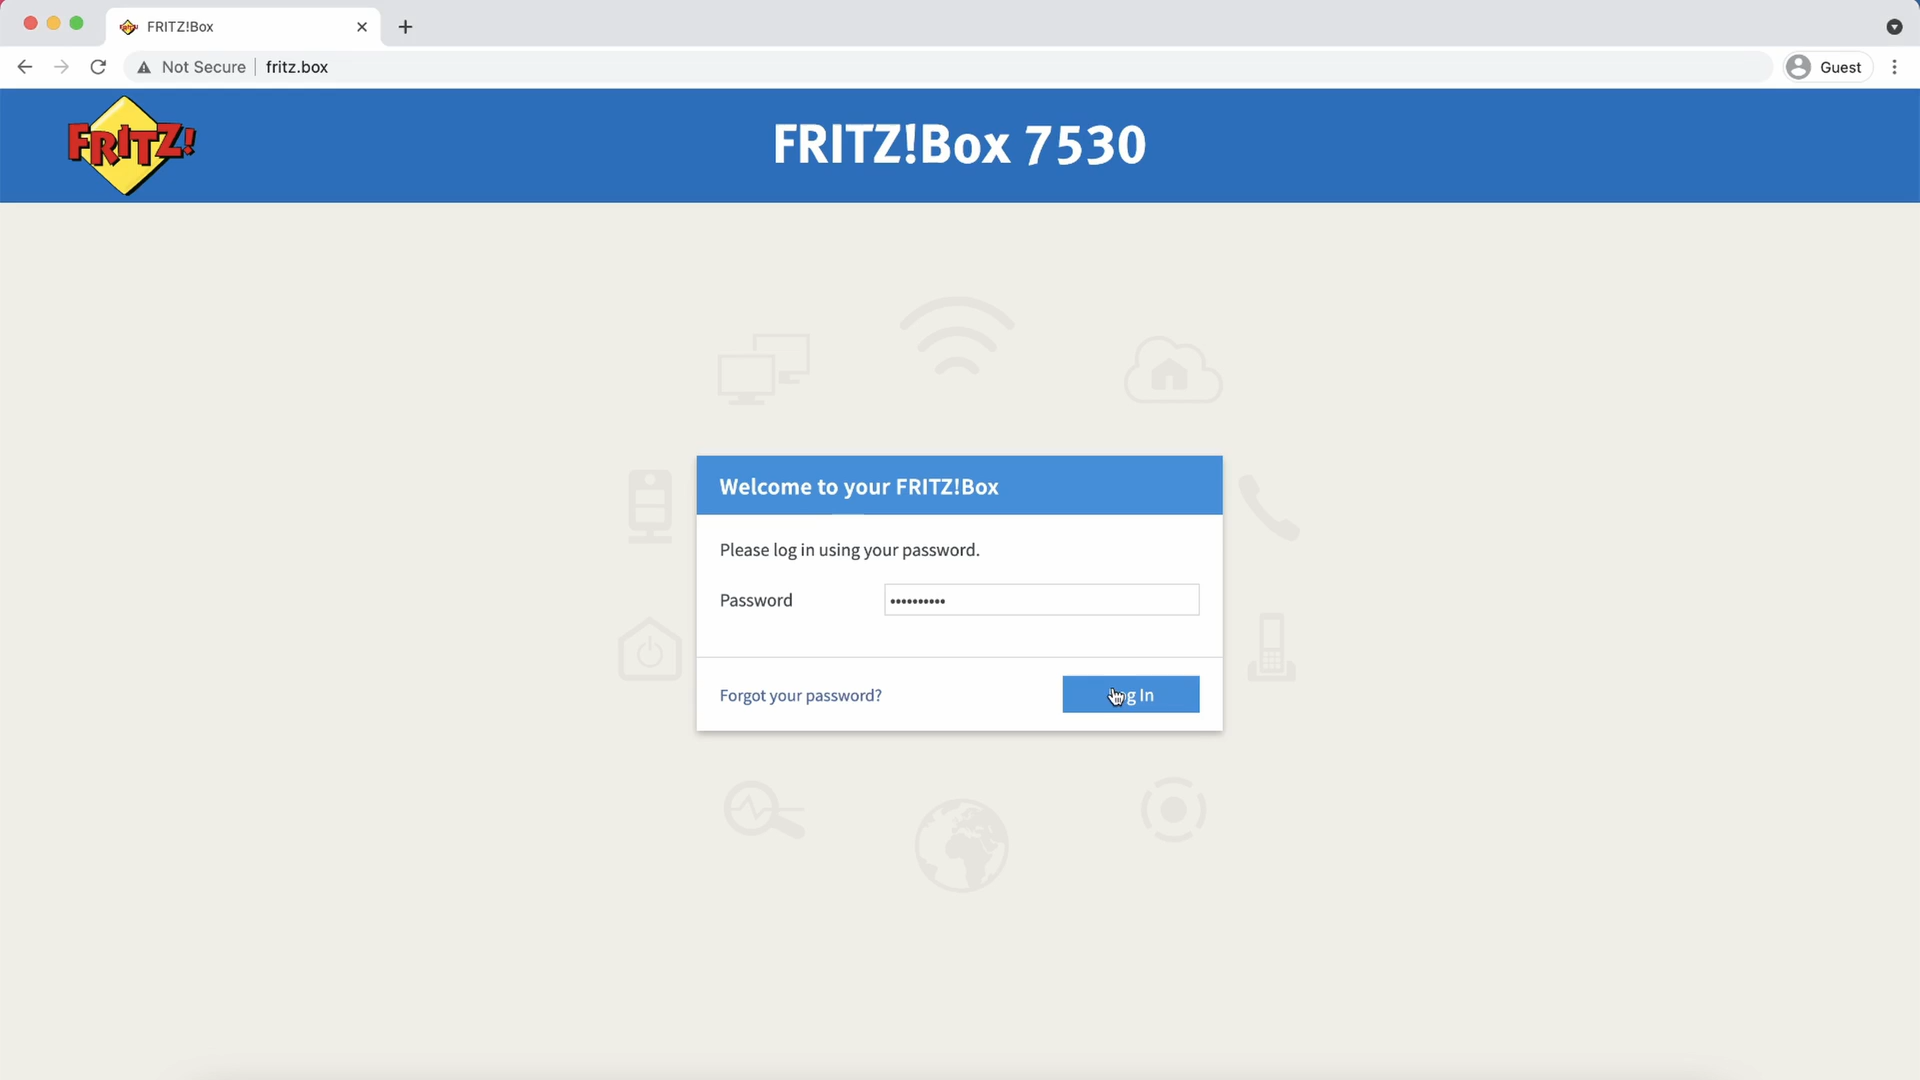 FRITZ!Box
Not Secure
fritz.box
Guest
FRITZ!
FRITZ!Box 7530
Welcome to your FRITZ!Box
Please log in using your password.
Password
••••••••••
Forgot your password?
g In